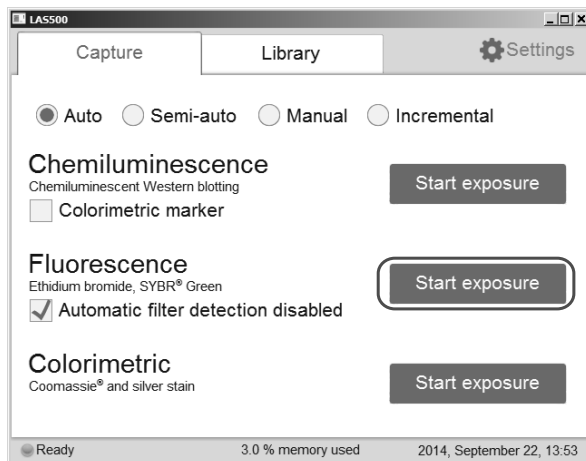 LAS500
Capture
Library
Settings
Auto
Semi-auto
Manual
Incremental
Chemiluminescence
Chemiluminescent Western blotting
Start exposure
Colorimetric marker
Fluorescence
Ethidium bromide, SYBR® Green
Start exposure
Automatic filter detection disabled
Colorimetric
Coomassie® and silver stain
Start exposure
Ready
3.0 % memory used
2014, September 22, 13:53